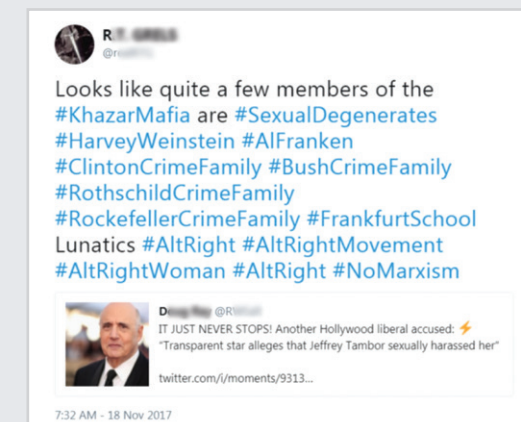 R
@r
Looks like quite a few members of the
#KhazarMafia are #SexualDegenerates
#HarveyWeinstein #AlFranken
#ClintonCrimeFamily #BushCrimeFamily
#RothschildCrimeFamily
#RockefellerCrimeFamily #FrankfurtSchool
Lunatics #AltRight #AltRightMovement
#AltRightWoman #AltRight #NoMarxism
D @R
IT JUST NEVER STOPS! Another Hollywood liberal accused: ⚡
“Transparent star alleges that Jeffrey Tambor sexually harassed her”
twitter.com/i/moments/9313...
7:32 AM - 18 Nov 2017